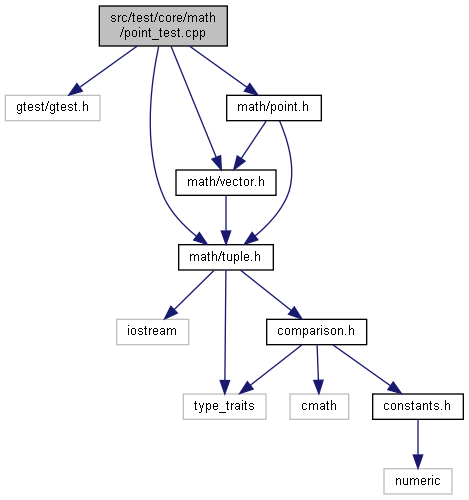 src/test/core/math
/point_test.cpp
gtest/gtest.h
math/point.h
math/vector.h
math/tuple.h
iostream
comparison.h
type_traits
cmath
constants.h
numeric